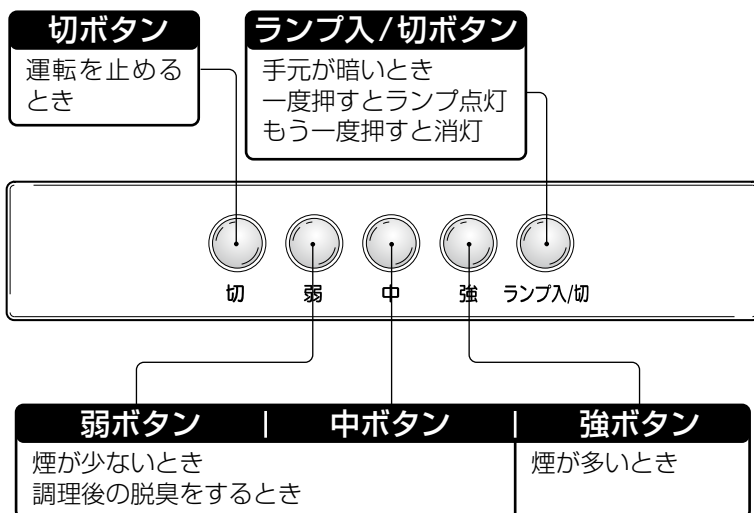 切ボタン
運転を止める
とき
ランプ入/切ボタン
手元が暗いとき
一度押すとランプ点灯
もう一度押すと消灯
切 弱 中 強 ランプ入/切
弱ボタン | 中ボタン | 強ボタン
煙が少ないとき
調理後の脱臭をするとき
煙が多いとき